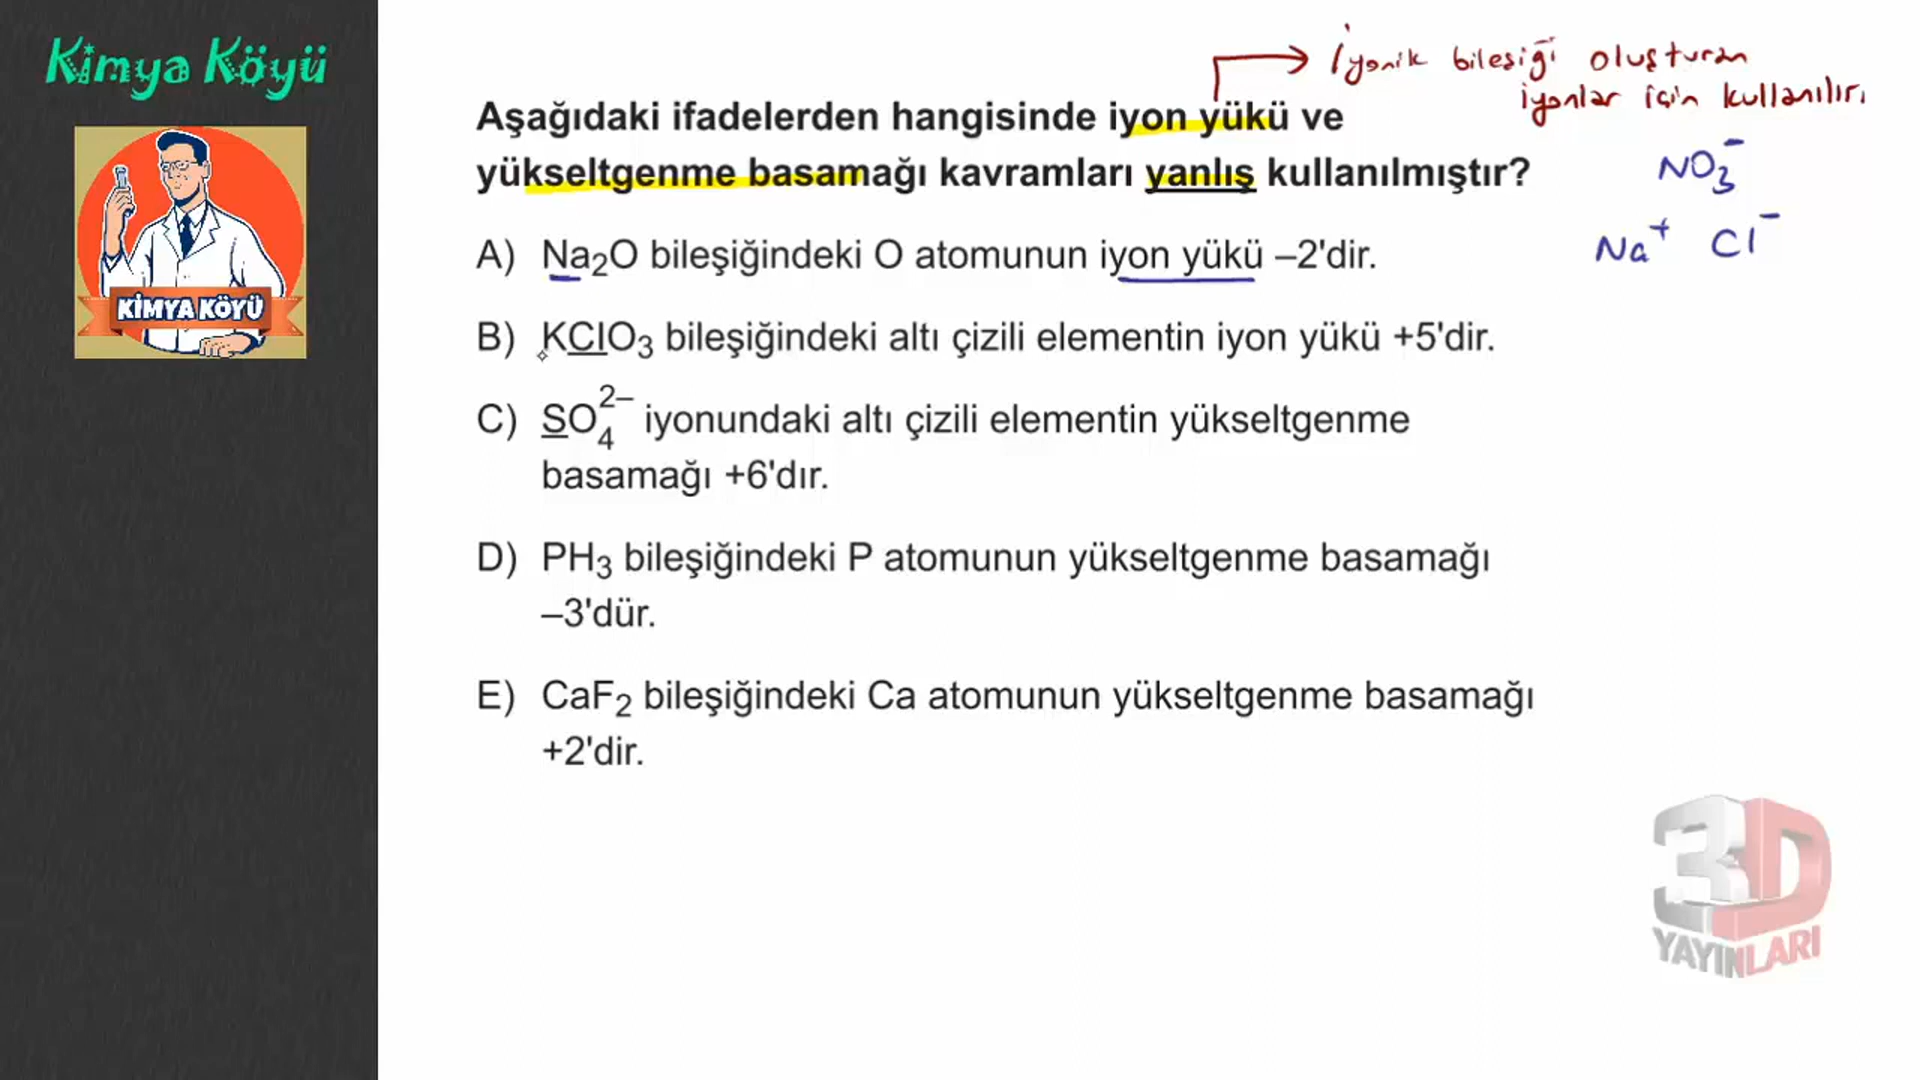 Kimya Köyü
KİMYA KÖYÜ
İyonik bileşiği oluşturan
iyonlar için kullanılır.
Aşağıdaki ifadelerden hangisinde iyon yükü ve
yükseltgenme basamağı kavramları yanlış kullanılmıştır?
NO₃⁻
Na⁺ Cl⁻
A) Na₂O bileşiğindeki O atomunun iyon yükü –2'dir.
B) KClO₃ bileşiğindeki altı çizili elementin iyon yükü +5'dir.
C) SO₄²⁻ iyonundaki altı çizili elementin yükseltgenme
basamağı +6'dır.
D) PH₃ bileşiğindeki P atomunun yükseltgenme basamağı
–3'dür.
E) CaF₂ bileşiğindeki Ca atomunun yükseltgenme basamağı
+2'dir.
3D
YAYINLARI